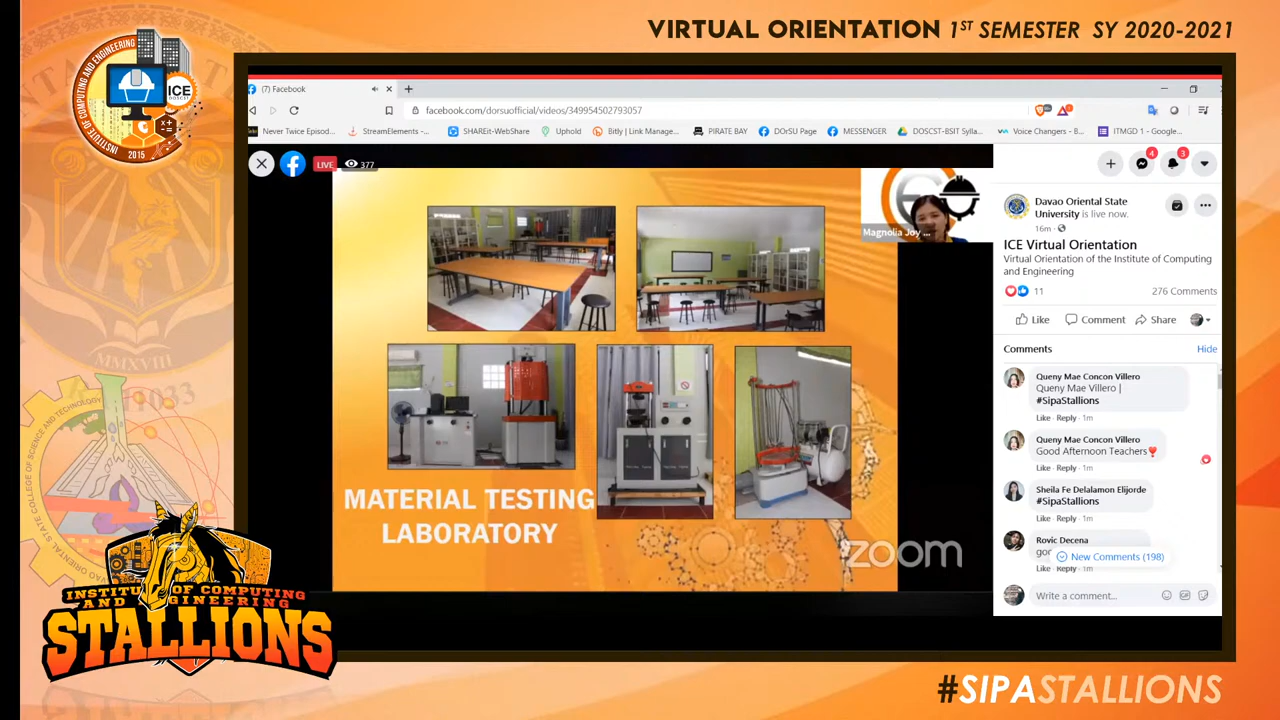 VIRTUAL ORIENTATION 1ST SEMESTER SY 2020-2021
INSTITUTE OF COMPUTING AND ENGINEERING
ICE
DOSCST
2015
(7) Facebook
facebook.com/dorsuofficial/videos/349954502793057
Never Twice Episod...
StreamElements -...
SHAREit-WebShare
Uphold
Bitly | Link Manage...
PIRATE BAY
DOrSU Page
MESSENGER
DOSCST-BSIT Sylla...
Voice Changers - B...
ITMGD 1 - Google...
LIVE
377
Magnolia Joy ...
4
3
Davao Oriental State
University is live now.
16m ·
ICE Virtual Orientation
Virtual Orientation of the Institute of Computing
and Engineering
11
276 Comments
Like
Comment
Share
Comments
Hide
Queny Mae Concon Villero
Queny Mae Villero |
#SipaStallions
Like · Reply · 1m
Queny Mae Concon Villero
Good Afternoon Teachers❣
Like · Reply · 1m
Sheila Fe Delalamon Elijorde
#SipaStallions
Like · Reply · 1m
Rovic Decena
New Comments (198)
Like · Reply · 1m
Write a comment...
MATERIAL TESTING
LABORATORY
zoom
MMXVIII
INSTITUTE OF COMPUTING
AND ENGINEERING
STALLIONS
#SIPASTALLIONS